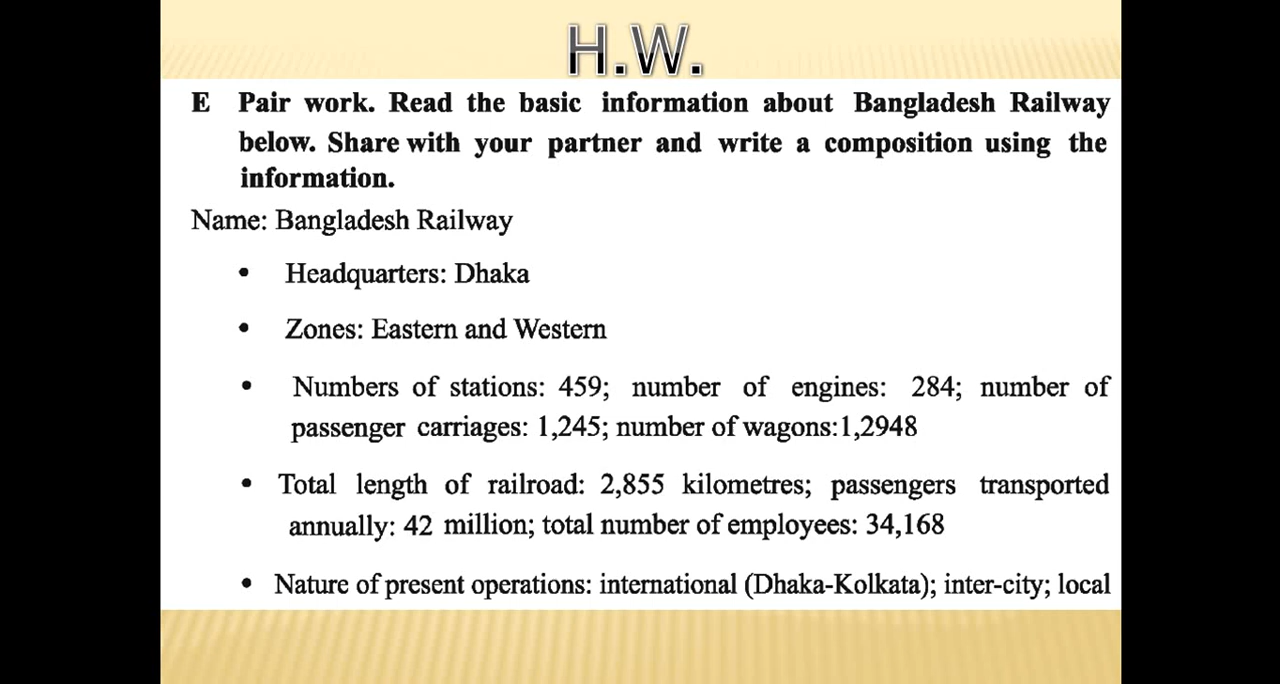 H.W.
E Pair work. Read the basic information about Bangladesh Railway
below. Share with your partner and write a composition using the
information.
Name: Bangladesh Railway
• Headquarters: Dhaka
• Zones: Eastern and Western
• Numbers of stations: 459; number of engines: 284; number of
passenger carriages: 1,245; number of wagons:1,2948
• Total length of railroad: 2,855 kilometres; passengers transported
annually: 42 million; total number of employees: 34,168
• Nature of present operations: international (Dhaka-Kolkata); inter-city; local